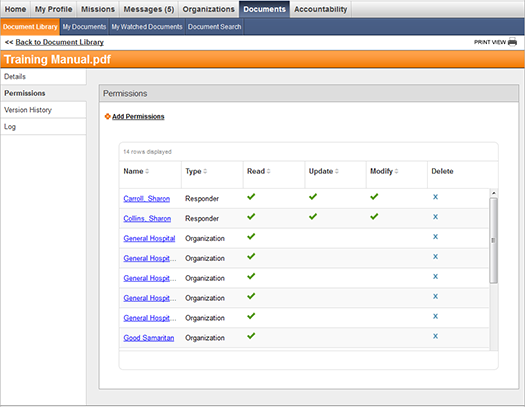 Home My Profile Missions Messages (5) Organizations Documents Accountability
Document Library My Documents My Watched Documents Document Search
<< Back to Document Library PRINT VIEW
Training Manual.pdf
Details
Permissions
Version History
Log
Permissions
Add Permissions
14 rows displayed
Name Type Read Update Modify Delete
Carroll, Sharon Responder X
Collins, Sharon Responder X
General Hospital Organization X
General Hospit... Organization X
General Hospit... Organization X
General Hospit... Organization X
General Hospit... Organization X
Good Samaritan Organization X